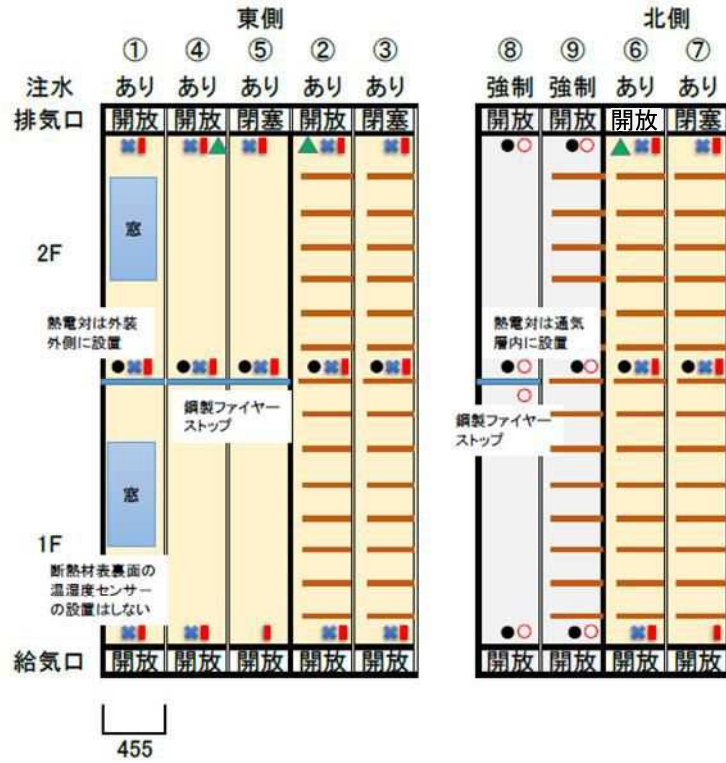 東側 北側
① ④ ⑤ ② ③ ⑧ ⑨ ⑥ ⑦
注水 あり あり あり あり あり 強制 強制 あり あり
排気口 開放 開放 閉塞 開放 閉塞 開放 開放 開放 閉塞
窓
2F
熱電対は外装
外側に設置
熱電対は通気
層内に設置
鋼製ファイヤー
ストップ
鋼製ファイヤー
ストップ
窓
1F
断熱材表裏面の
温湿度センサー
の設置はしない
給気口 開放 開放 開放 開放 開放 開放 開放 開放 開放
455